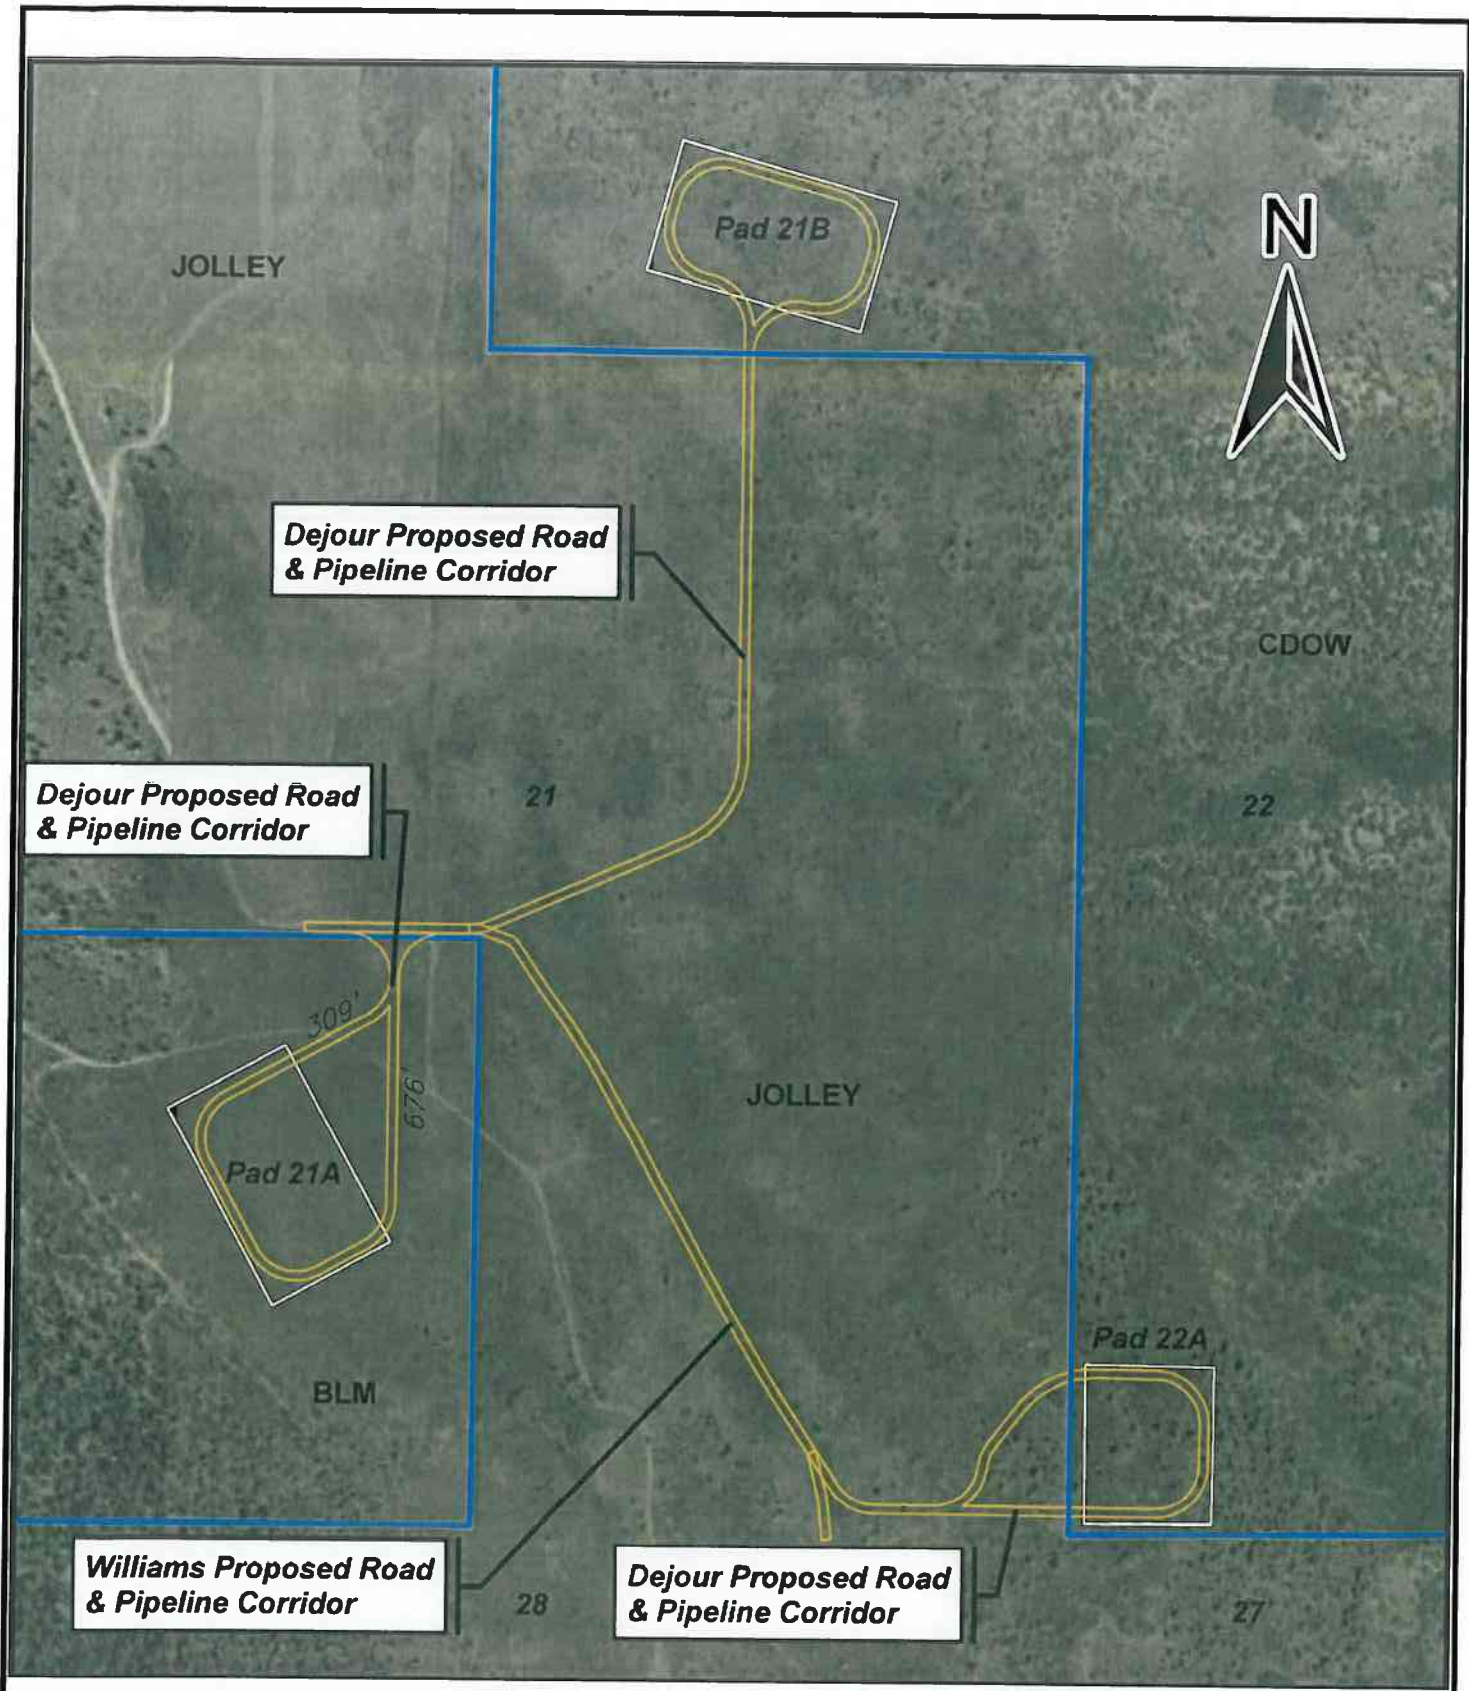 Pad 21B
N
JOLLEY
Dejour Proposed Road
& Pipeline Corridor
CDOW
Dejour Proposed Road
& Pipeline Corridor
21
22
309'
676'
JOLLEY
Pad 21A
Pad 22A
BLM
Williams Proposed Road
& Pipeline Corridor
28
Dejour Proposed Road
& Pipeline Corridor
27